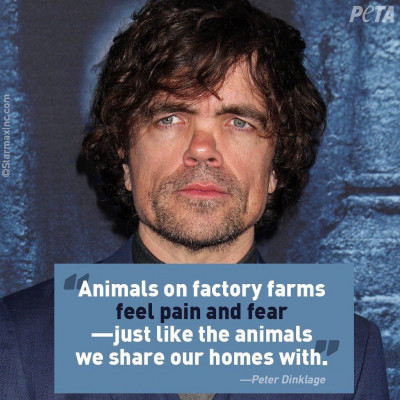 PETA
©Starmaxinc.com
“Animals on factory farms
feel pain and fear
—just like the animals
we share our homes with.”
—Peter Dinklage